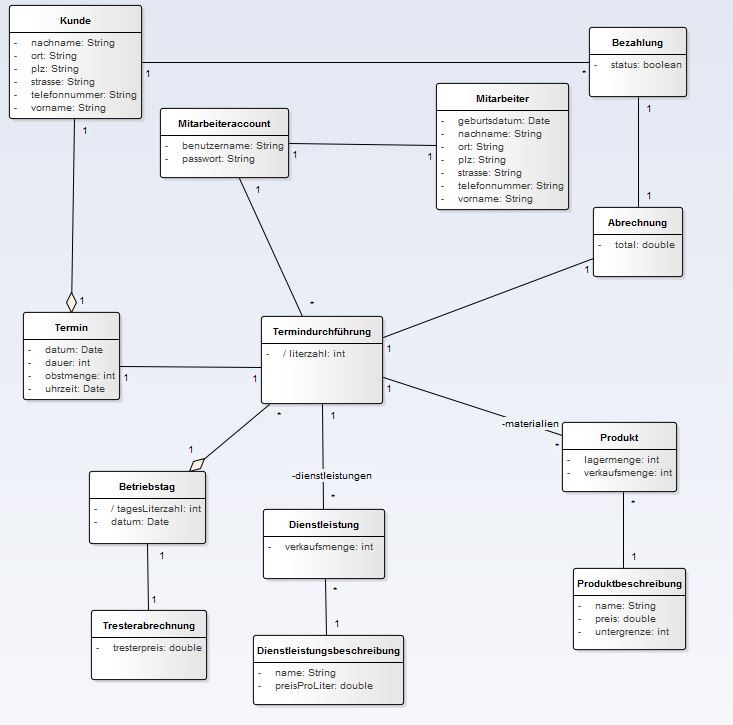 Kunde
- nachname: String
- ort: String
- plz: String
- strasse: String
- telefonnummer: String
- vorname: String
1
1
1
*
Bezahlung
- status: boolean
1
1
Mitarbeiteraccount
- benutzername: String
- passwort: String
1
1
1
*
Mitarbeiter
- geburtsdatum: Date
- nachname: String
- ort: String
- plz: String
- strasse: String
- telefonnummer: String
- vorname: String
Abrechnung
- total: double
1
1
Termin
- datum: Date
- dauer: int
- obstmenge: int
- uhrzeit: Date
1
1
Termindurchführung
- / literzahl: int
*
1
1
-materialien
*
Produkt
- lagermenge: int
- verkaufsmenge: int
*
1
Betriebstag
- / tagesLiterzahl: int
- datum: Date
1
1
1
-dienstleistungen
*
Dienstleistung
- verkaufsmenge: int
*
1
Produktbeschreibung
- name: String
- preis: double
- untergrenze: int
Tresterabrechnung
- tresterpreis: double
Dienstleistungsbeschreibung
- name: String
- preisProLiter: double